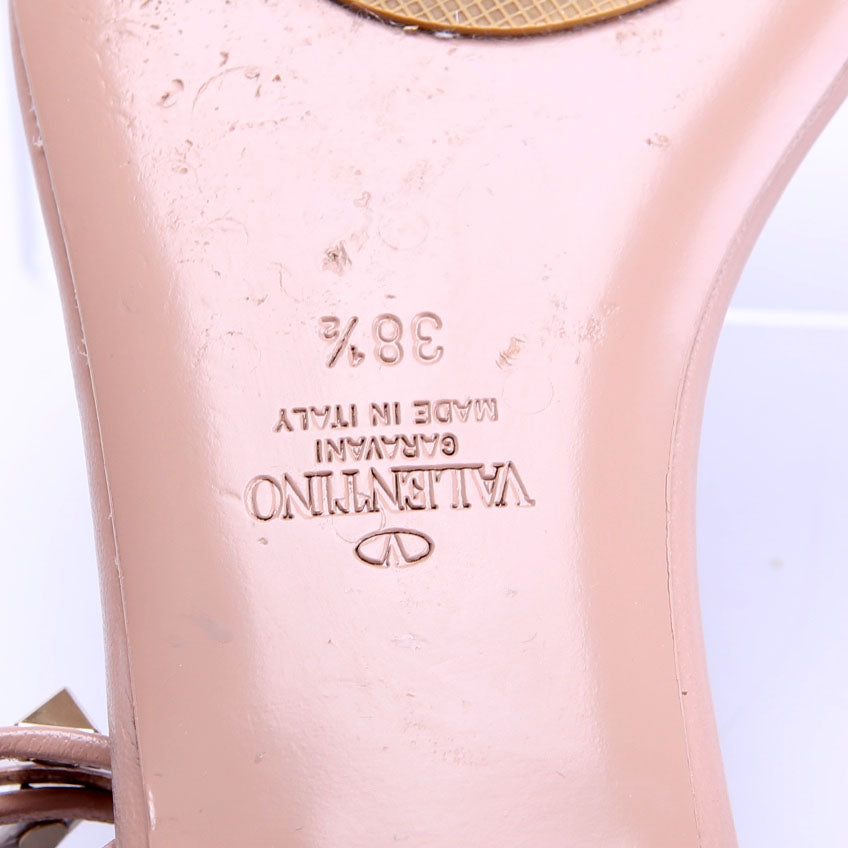 VALENTINO
GARAVANI
MADE IN ITALY
38½